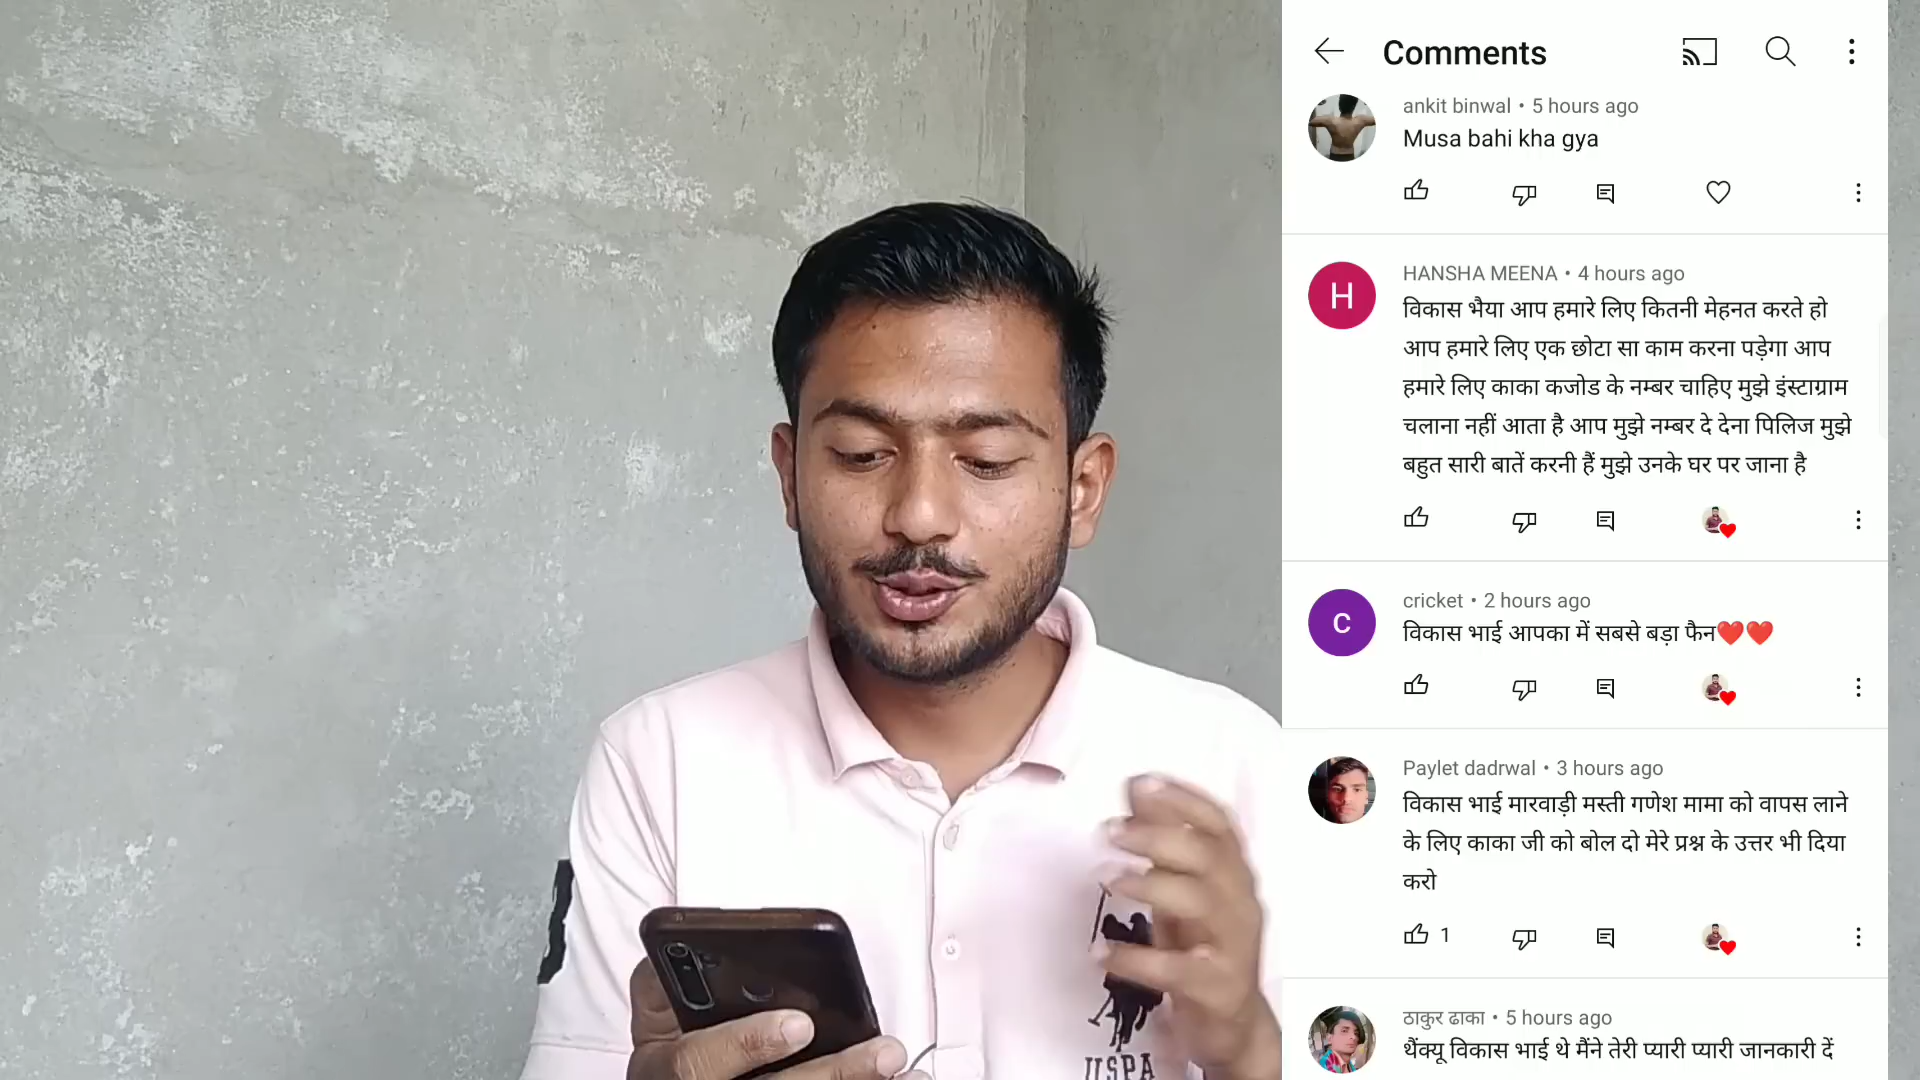 Comments
ankit binwal • 5 hours ago
Musa bahi kha gya
H
HANSHA MEENA • 4 hours ago
विकास भैया आप हमारे लिए कितनी मेहनत करते हो
आप हमारे लिए एक छोटा सा काम करना पड़ेगा आप
हमारे लिए काका कजोड के नम्बर चाहिए मुझे इंस्टाग्राम
चलाना नहीं आता है आप मुझे नम्बर दे देना पिलिज मुझे
बहुत सारी बातें करनी हैं मुझे उनके घर पर जाना है
C
cricket • 2 hours ago
विकास भाई आपका में सबसे बड़ा फैन❤️❤️
Paylet dadrwal • 3 hours ago
विकास भाई मारवाड़ी मस्ती गणेश मामा को वापस लाने
के लिए काका जी को बोल दो मेरे प्रश्न के उत्तर भी दिया
करो
1
ठाकुर ढाका • 5 hours ago
थैंक्यू विकास भाई थे मैंने तेरी प्यारी प्यारी जानकारी दें
USPA